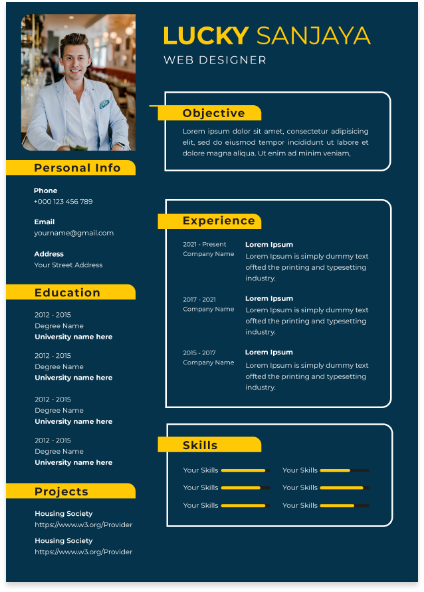 LUCKY SANJAYA
WEB DESIGNER
Objective
Lorem ipsum dolor sit amet, consectetur adipisicing
elit, sed do eiusmod tempor incididunt ut labore et
dolore magna aliqua. Ut enim ad minim veniam,
Personal Info
Phone
+000 123 456 789
Email
yourname@gmail.com
Address
Your Street Address
Education
2012 - 2015
Degree Name
University name here
2012 - 2015
Degree Name
University name here
2012 - 2015
Degree Name
University name here
2012 - 2015
Degree Name
University name here
Projects
Housing Society
https://www.w3.org/Provider
Housing Society
https://www.w3.org/Provider
Experience
2021 - Present
Company Name
Lorem Ipsum
Lorem Ipsum is simply dummy text
offted the printing and typesetting
industry.
2017 - 2021
Company Name
Lorem Ipsum
Lorem Ipsum is simply dummy text
offted the printing and typesetting
industry.
2015 - 2017
Company Name
Lorem Ipsum
Lorem Ipsum is simply dummy text
offted the printing and typesetting
industry.
Skills
Your Skills
Your Skills
Your Skills
Your Skills
Your Skills
Your Skills